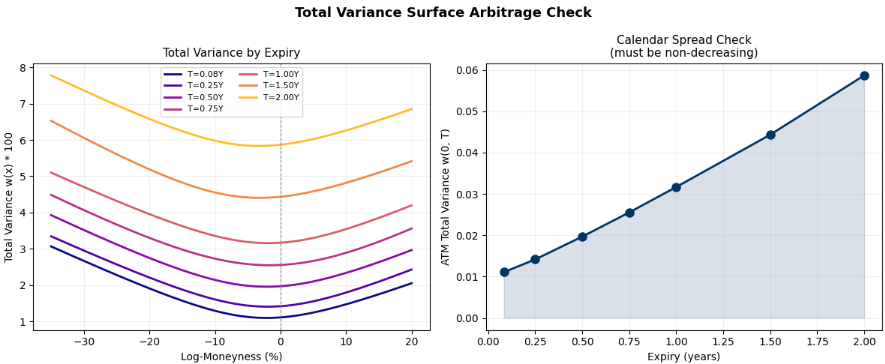 Total Variance Surface Arbitrage Check
Total Variance by Expiry
Total Variance w(x) * 100
8
7
6
5
4
3
2
1
T=0.08Y
T=0.25Y
T=0.50Y
T=0.75Y
T=1.00Y
T=1.50Y
T=2.00Y
−30
−20
−10
0
10
20
Log-Moneyness (%)
Calendar Spread Check
(must be non-decreasing)
ATM Total Variance w(0, T)
0.06
0.05
0.04
0.03
0.02
0.01
0.00
0.00
0.25
0.50
0.75
1.00
1.25
1.50
1.75
2.00
Expiry (years)